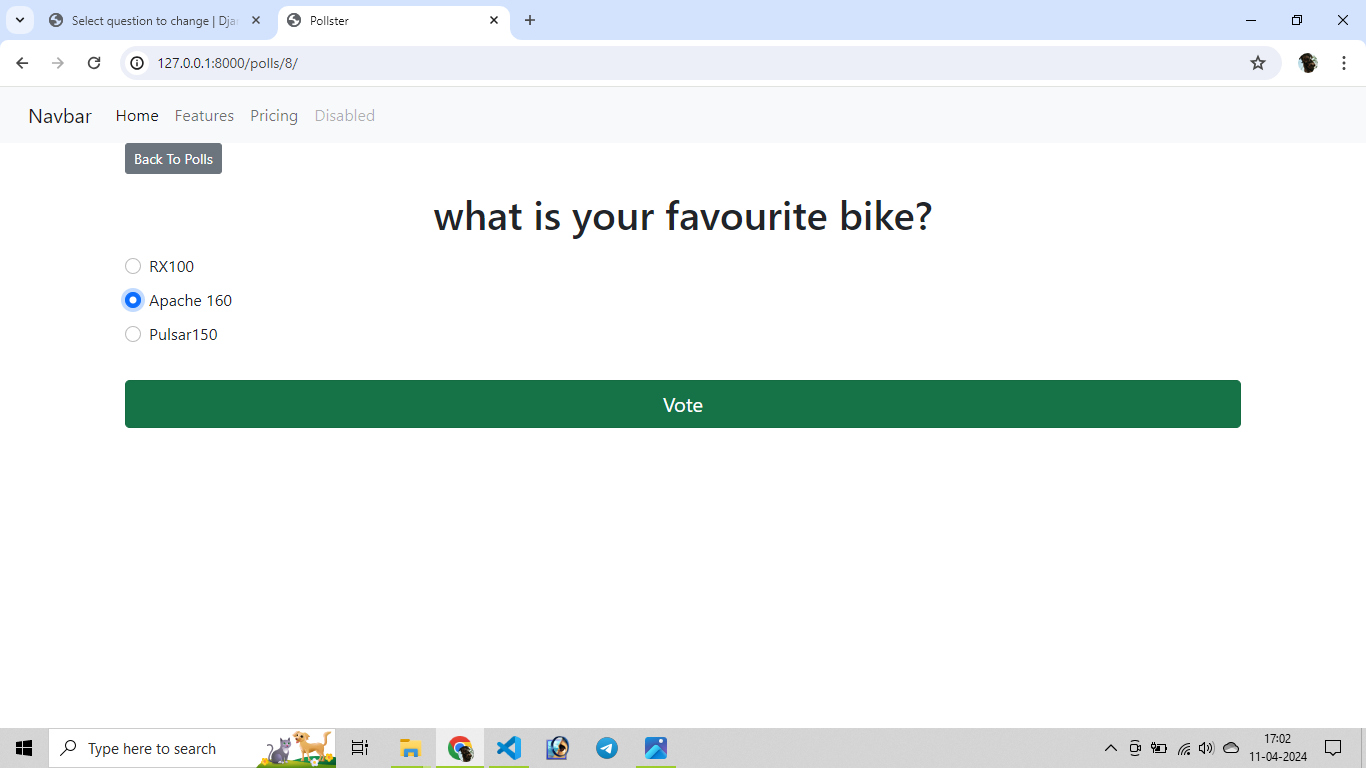 Select question to change | Dja
Pollster
127.0.0.1:8000/polls/8/
Navbar Home Features Pricing Disabled
Back To Polls
what is your favourite bike?
RX100
Apache 160
Pulsar150
Vote
Type here to search
17:02
11-04-2024